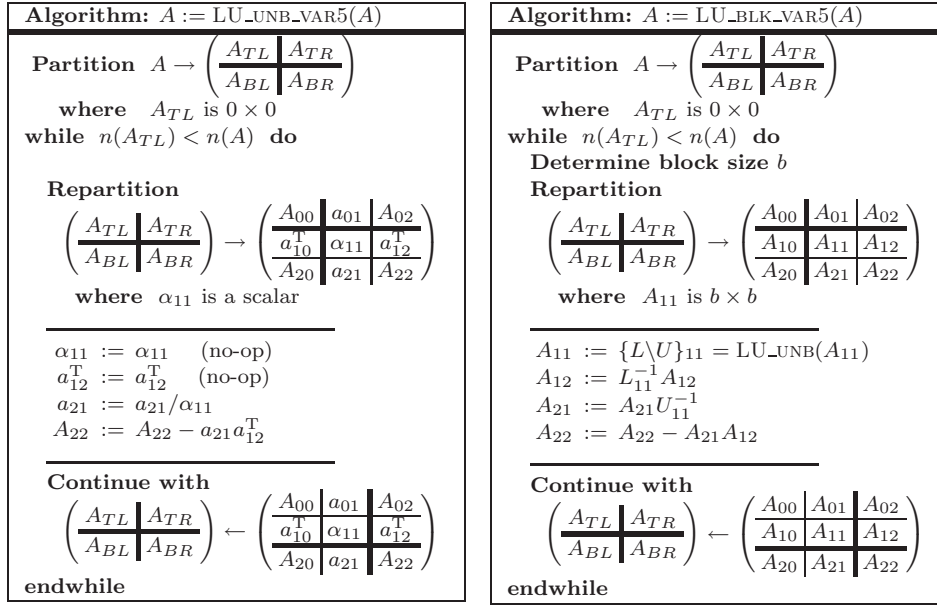 Algorithm: A := LU_UNB_VAR5(A)
Partition A → ( A_TL A_TR
A_BL A_BR )
where A_TL is 0 × 0
while n(A_TL) < n(A) do
Repartition
( A_TL A_TR
A_BL A_BR ) → ( A_00 a_01 A_02
a_10^T α_11 a_12^T
A_20 a_21 A_22 )
where α_11 is a scalar
α_11 := α_11 (no-op)
a_12^T := a_12^T (no-op)
a_21 := a_21/α_11
A_22 := A_22 − a_21 a_12^T
Continue with
( A_TL A_TR
A_BL A_BR ) ← ( A_00 a_01 A_02
a_10^T α_11 a_12^T
A_20 a_21 A_22 )
endwhile
Algorithm: A := LU_BLK_VAR5(A)
Partition A → ( A_TL A_TR
A_BL A_BR )
where A_TL is 0 × 0
while n(A_TL) < n(A) do
Determine block size b
Repartition
( A_TL A_TR
A_BL A_BR ) → ( A_00 A_01 A_02
A_10 A_11 A_12
A_20 A_21 A_22 )
where A_11 is b × b
A_11 := {L\U}_11 = LU_UNB(A_11)
A_12 := L_11^−1 A_12
A_21 := A_21 U_11^−1
A_22 := A_22 − A_21 A_12
Continue with
( A_TL A_TR
A_BL A_BR ) ← ( A_00 A_01 A_02
A_10 A_11 A_12
A_20 A_21 A_22 )
endwhile